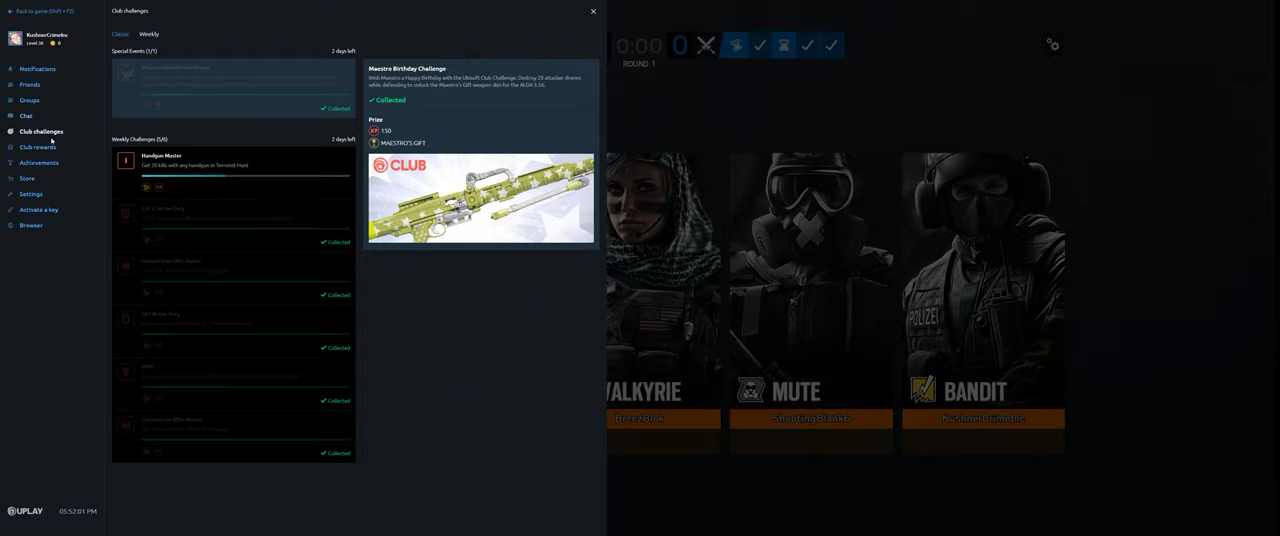 Back to game (Shift + F2)
KushnerCrimeInc
Level 38
0
Notifications
Friends
Groups
Chat
Club challenges
Club rewards
Achievements
Store
Settings
Activate a key
Browser
UPLAY
05:52:01 PM
Club challenges
Classic
Weekly
Special Events (1/1)
2 days left
Collected
Weekly Challenges (5/6)
2 days left
Handgun Master
Get 20 kills with any handgun in Terrorist Hunt
XP
Collected
Collected
Collected
Collected
Collected
Maestro Birthday Challenge
Wish Maestro a Happy Birthday with the Ubisoft Club Challenge. Destroy 20 attacker drones
while defending to unlock the Maestro's Gift weapon skin for the ALDA 5.56.
Collected
Prize
XP 150
MAESTRO'S GIFT
CLUB
0:00
0
ROUND 1
POLIZEI
VALKYRIE
MUTE
BANDIT
BreezBlok
KushnerCrimeInc